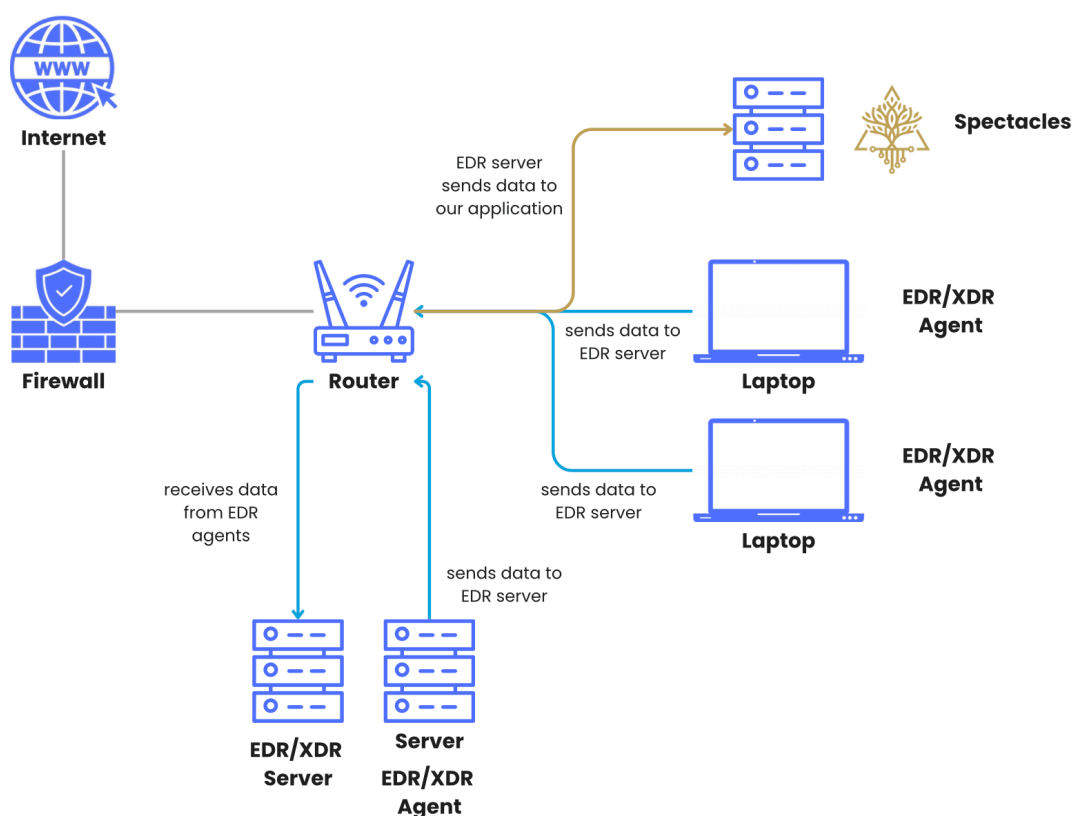 WWW
Internet
Spectacles
EDR server
sends data to
our application
EDR/XDR
Agent
sends data to
EDR server
Firewall
Router
Laptop
EDR/XDR
Agent
receives data
from EDR
agents
sends data to
EDR server
Laptop
sends data to
EDR server
EDR/XDR
Server
Server
EDR/XDR
Agent